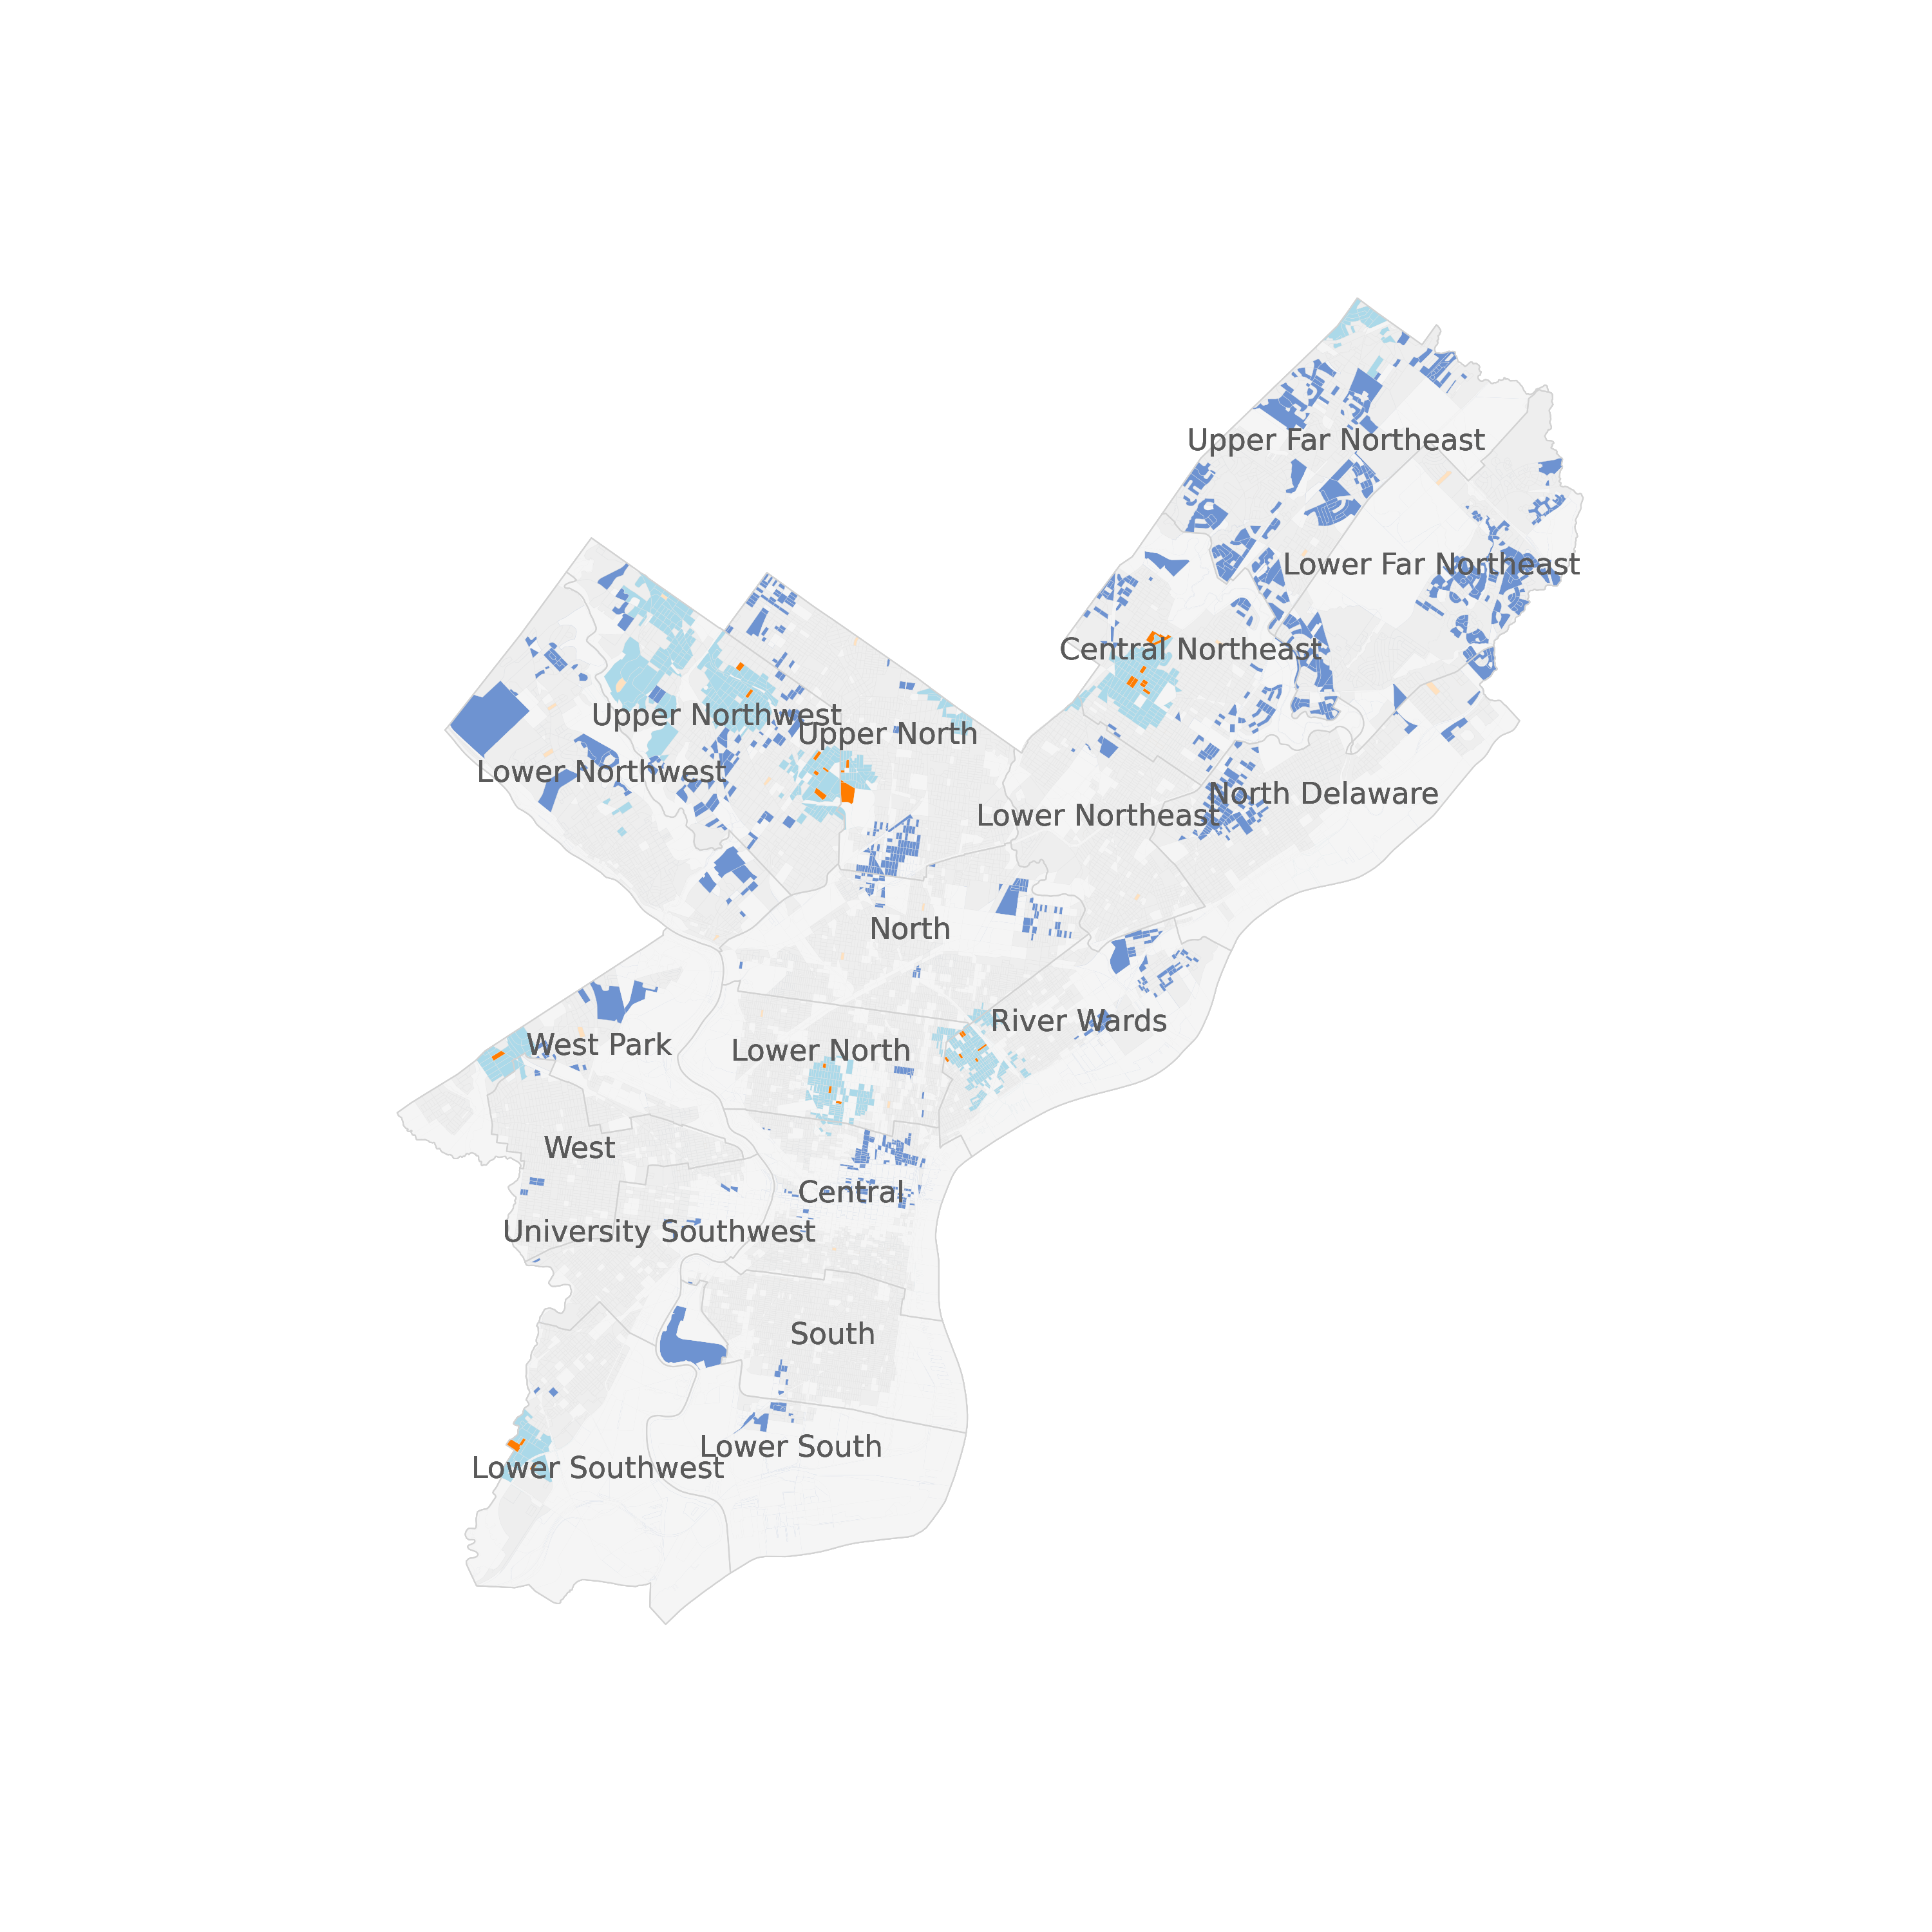 Upper Far Northeast
Lower Far Northeast
Central Northeast
Upper Northwest
Upper North
Lower Northwest
North Delaware
Lower Northeast
North
River Wards
West Park
Lower North
West
Central
University Southwest
South
Lower South
Lower Southwest